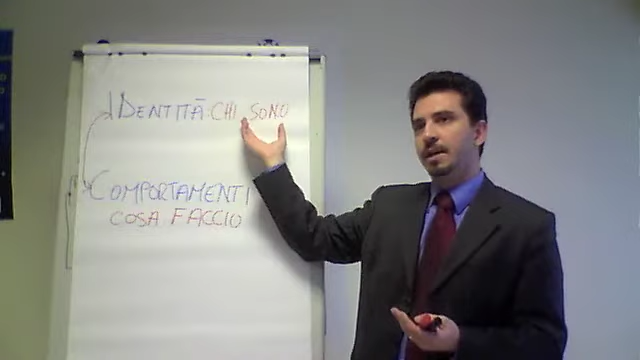 IDENTITÀ: CHI SONO
COMPORTAMENTI
COSA FACCIO